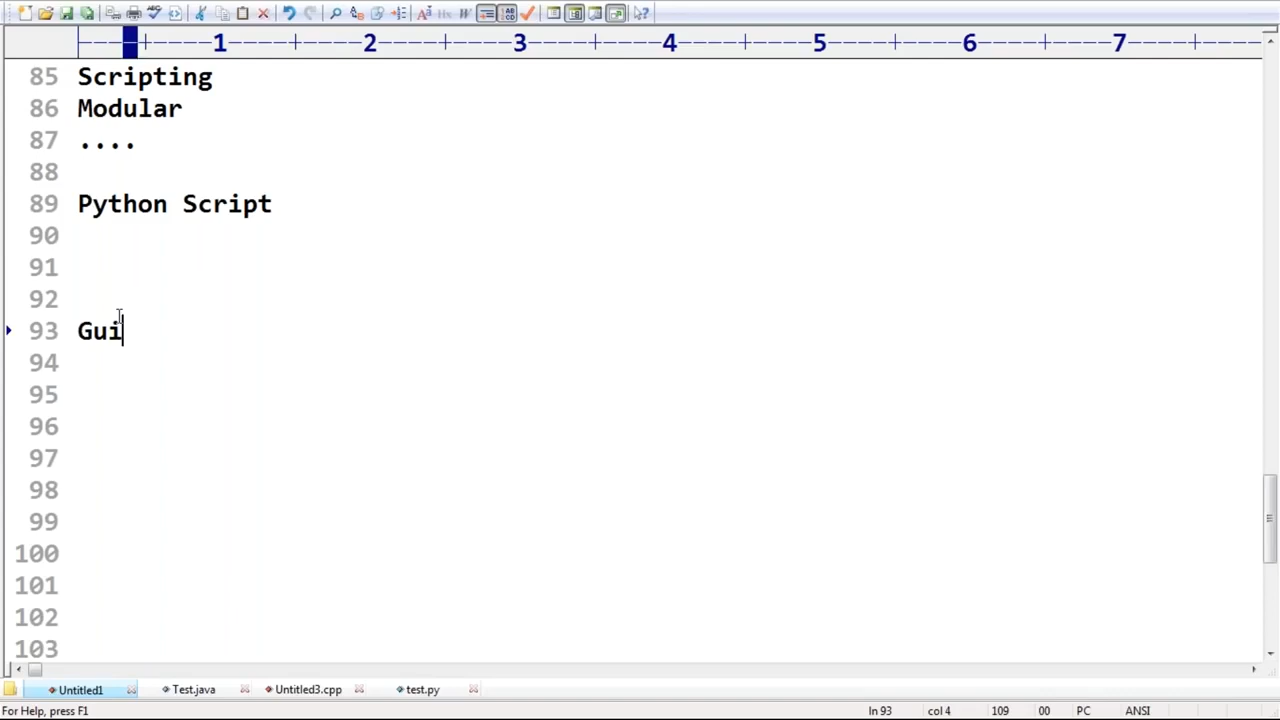 1 2 3 4 5 6 7
85 Scripting
86 Modular
87 ....
88
89 Python Script
90
91
92
93 Gui
94
95
96
97
98
99
100
101
102
103
Untitled1 Test.java Untitled3.cpp test.py
For Help, press F1 ln 93 col 4 109 00 PC ANSI